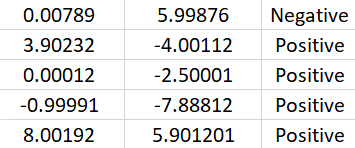 0.00789 5.99876 Negative
3.90232 -4.00112 Positive
0.00012 -2.50001 Positive
-0.99991 -7.88812 Positive
8.00192 5.901201 Positive